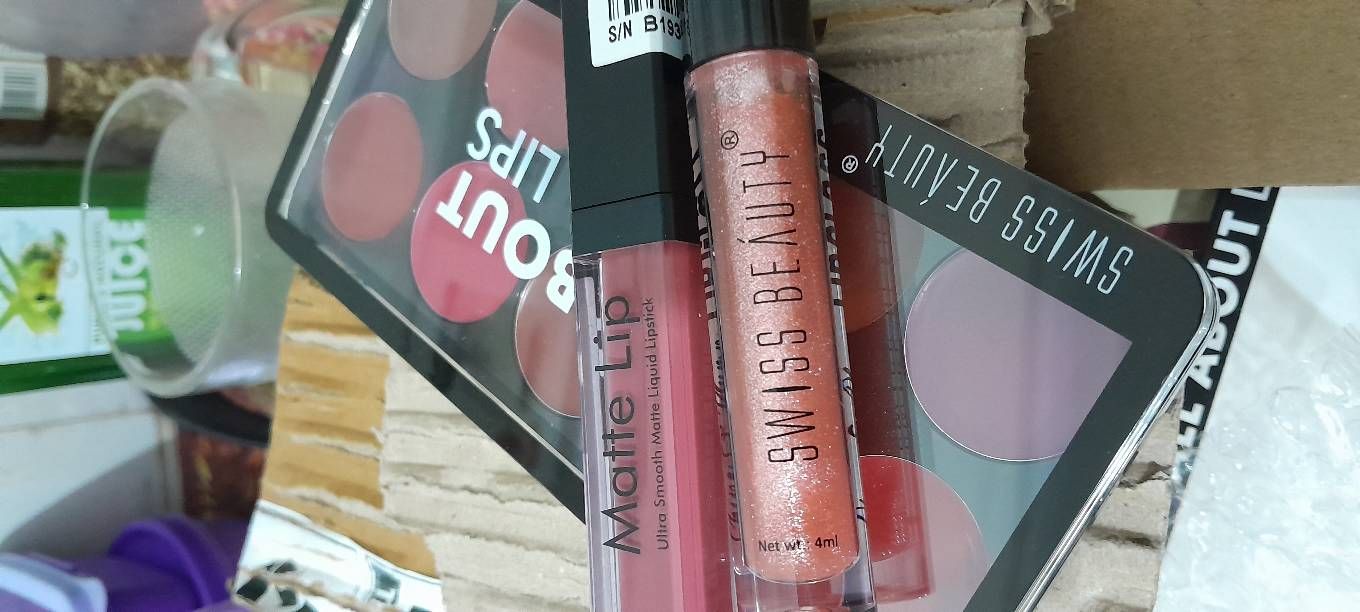 S/N B193
BOUT
LIPS
Matte Lip
Ultra Smooth Matte Liquid Lipstick
SWISS BEAUTY®
Net wt. 4ml
SWISS BEAUTY®
ALL ABOUT
JUICE